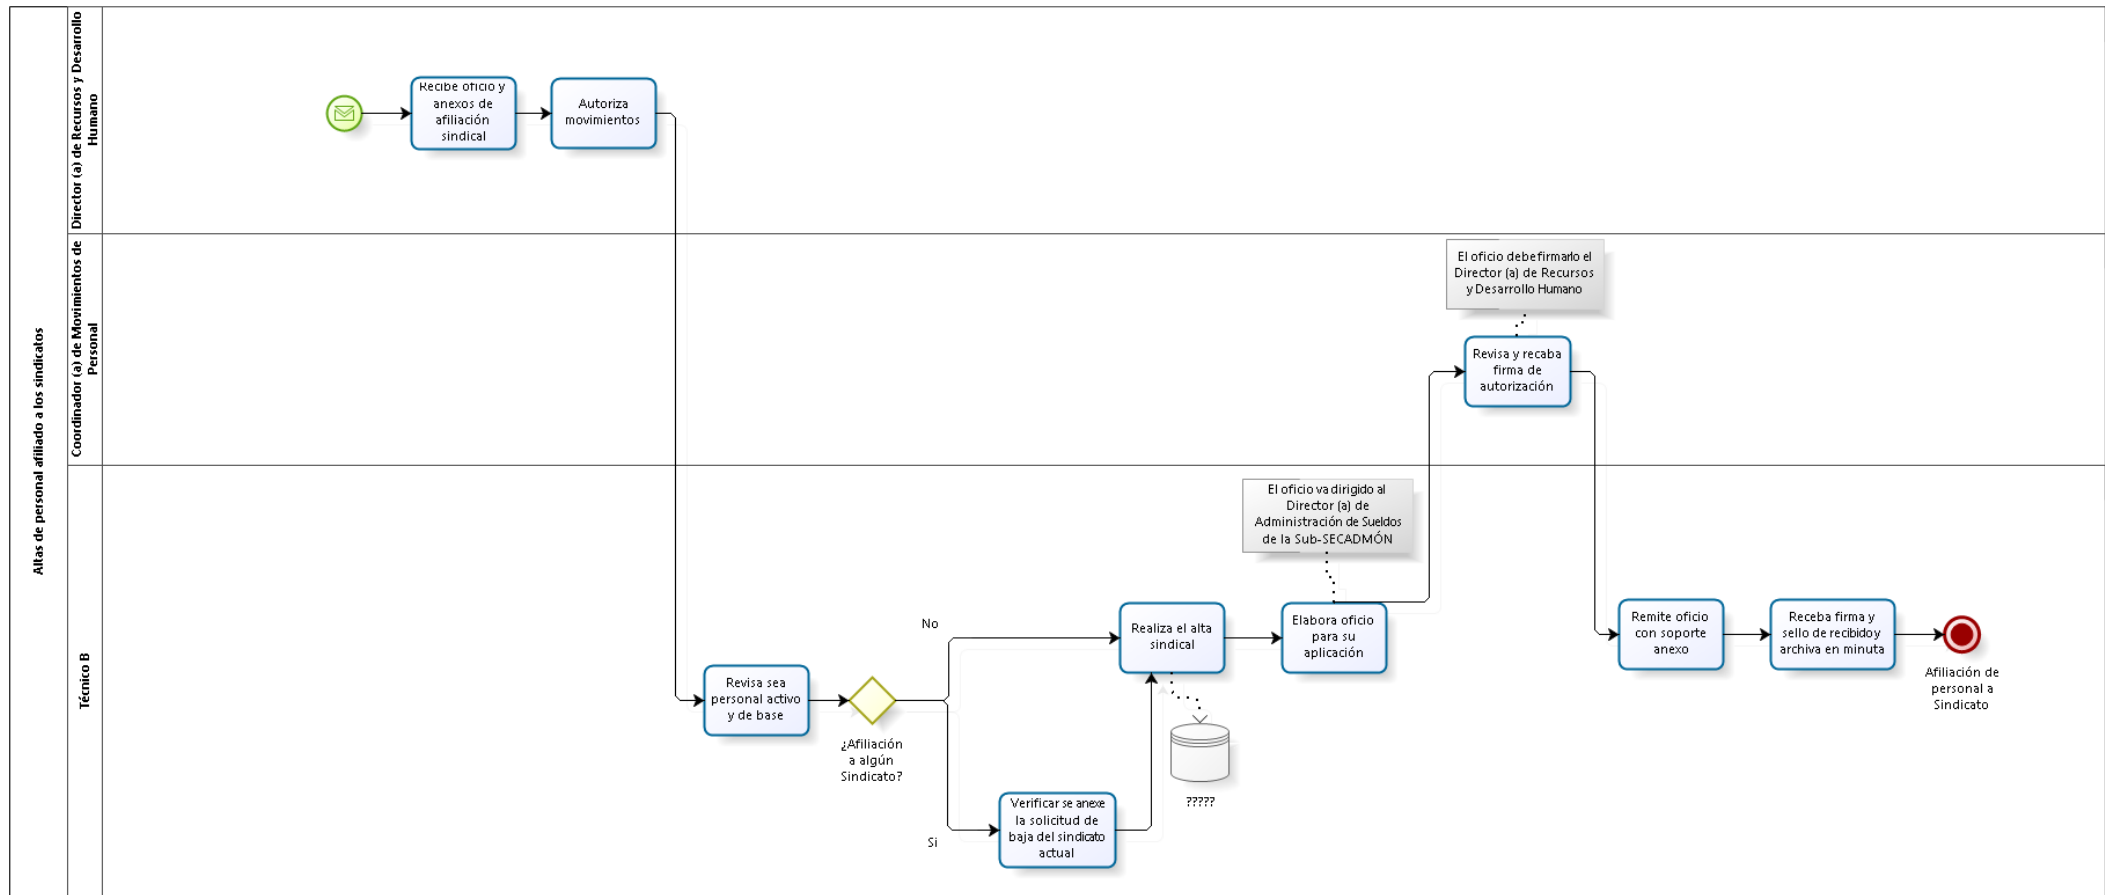 Altas de personal afiliado a los sindicatos
Director (a) de Recursos y Desarrollo
Humano
Recibe oficio y
anexos de
afiliación
sindical
Autoriza
movimientos
Coordinador (a) de Movimientos de
Personal
El oficio debe firmarlo el
Director (a) de Recursos
y Desarrollo Humano
Revisa y recaba
firma de
autorización
Técnico B
Revisa sea
personal activo
y de base
¿Afiliación
a algún
Sindicato?
No
Si
Verificar se anexe
la solicitud de
baja del sindicato
actual
Realiza el alta
sindical
?????
El oficio va dirigido al
Director (a) de
Administración de Sueldos
de la Sub-SECADMÓN
Elabora oficio
para su
aplicación
Remite oficio
con soporte
anexo
Receba firma y
sello de recibido y
archiva en minuta
Afiliación de
personal a
Sindicato